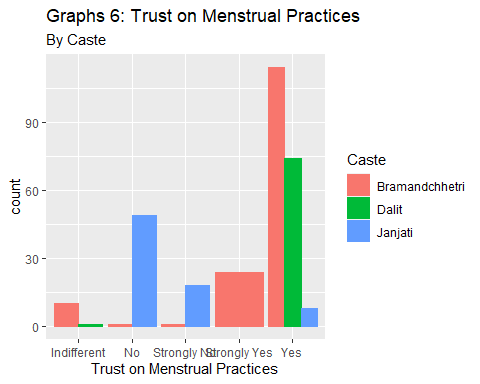 Graphs 6: Trust on Menstrual Practices
By Caste
count
90
60
30
0
Indifferent
No
Strongly No
Strongly Yes
Yes
Trust on Menstrual Practices
Caste
Bramandchhetri
Dalit
Janjati